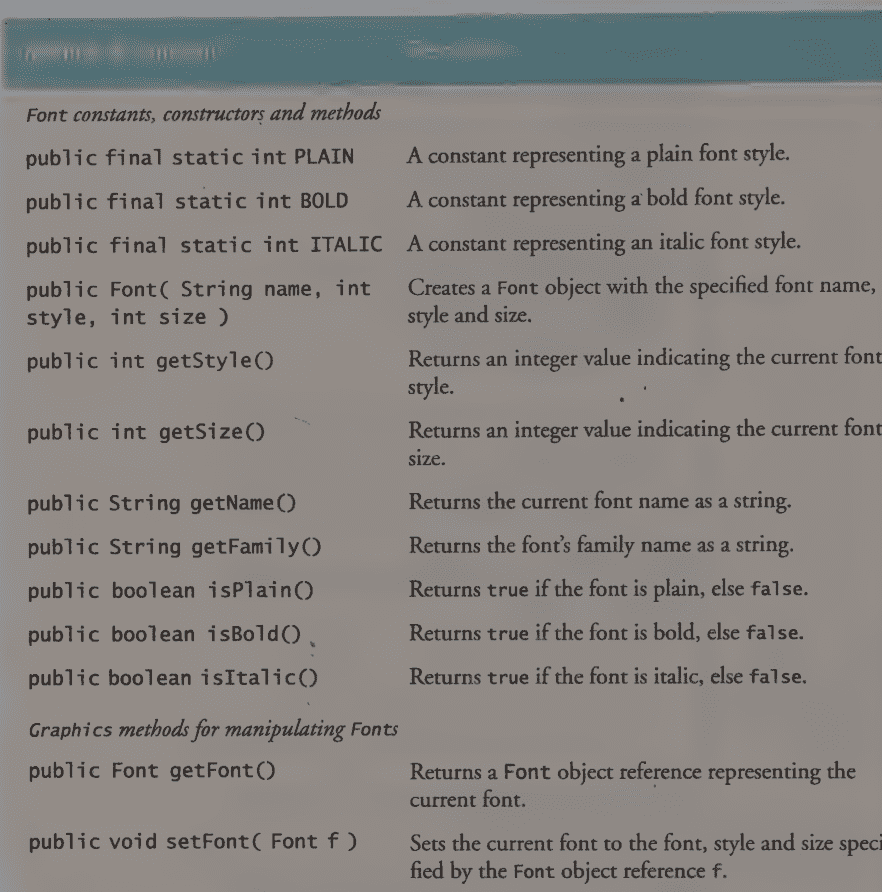 Font constants, constructors and methods
public final static int PLAIN A constant representing a plain font style.
public final static int BOLD A constant representing a bold font style.
public final static int ITALIC A constant representing an italic font style.
public Font( String name, int Creates a Font object with the specified font name,
style, int size ) style and size.
public int getStyle() Returns an integer value indicating the current font
style.
public int getSize() Returns an integer value indicating the current font
size.
public String getName() Returns the current font name as a string.
public String getFamily() Returns the font’s family name as a string.
public boolean isPlain() Returns true if the font is plain, else false.
public boolean isBold() Returns true if the font is bold, else false.
public boolean isItalic() Returns true if the font is italic, else false.
Graphics methods for manipulating Fonts
public Font getFont() Returns a Font object reference representing the
current font.
public void setFont( Font f ) Sets the current font to the font, style and size speci
fied by the Font object reference f.